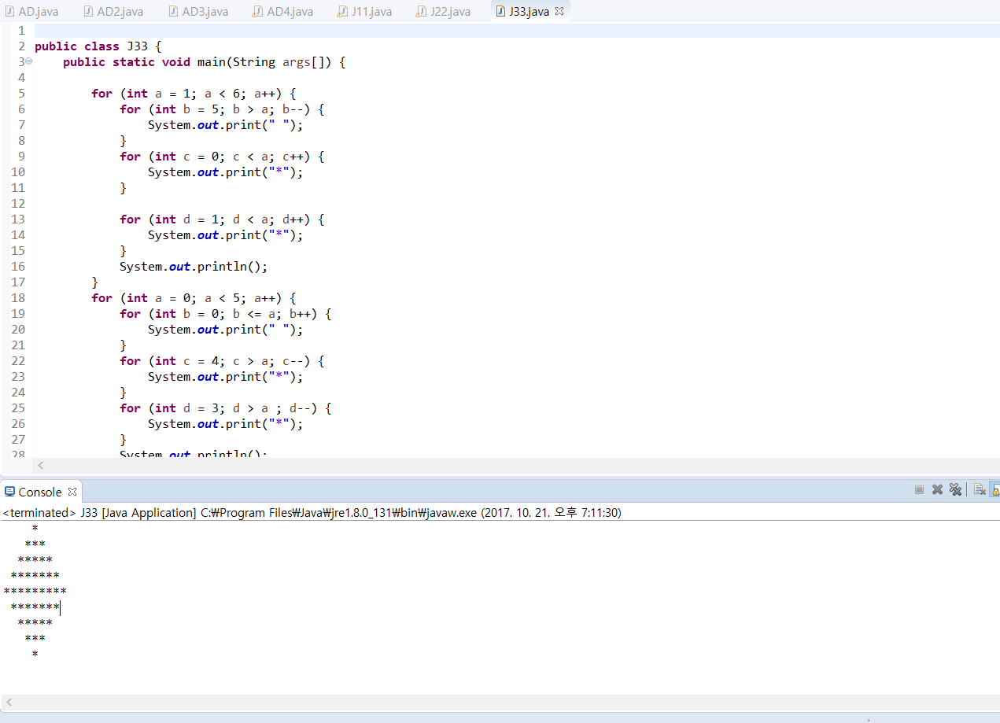 AD.java AD2.java AD3.java AD4.java J11.java J22.java J33.java
1
2 public class J33 {
3 public static void main(String args[]) {
4
5 for (int a = 1; a < 6; a++) {
6 for (int b = 5; b > a; b--) {
7 System.out.print(" ");
8 }
9 for (int c = 0; c < a; c++) {
10 System.out.print("*");
11 }
12
13 for (int d = 1; d < a; d++) {
14 System.out.print("*");
15 }
16 System.out.println();
17 }
18 for (int a = 0; a < 5; a++) {
19 for (int b = 0; b <= a; b++) {
20 System.out.print(" ");
21 }
22 for (int c = 4; c > a; c--) {
23 System.out.print("*");
24 }
25 for (int d = 3; d > a ; d--) {
26 System.out.print("*");
27 }
28 System.out.println();
Console
<terminated> J33 [Java Application] C:₩Program Files₩Java₩jre1.8.0_131₩bin₩javaw.exe (2017. 10. 21. 오후 7:11:30)
*
***
*****
*******
*********
*******
*****
***
*